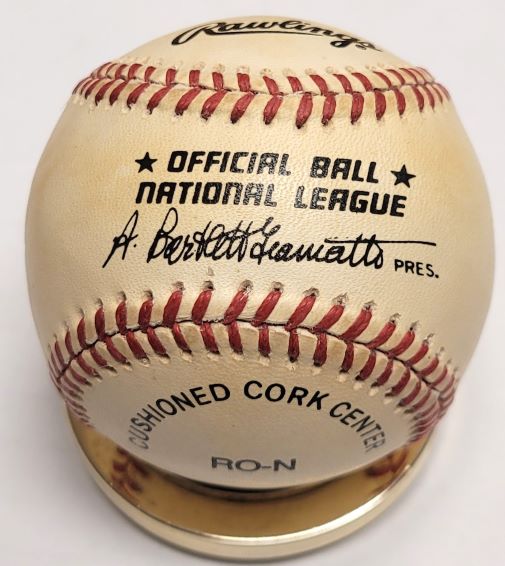 Rawlings
★ OFFICIAL BALL ★
NATIONAL LEAGUE
A. Bartlett Giamatti PRES.
CUSHIONED CORK CENTER
RO-N